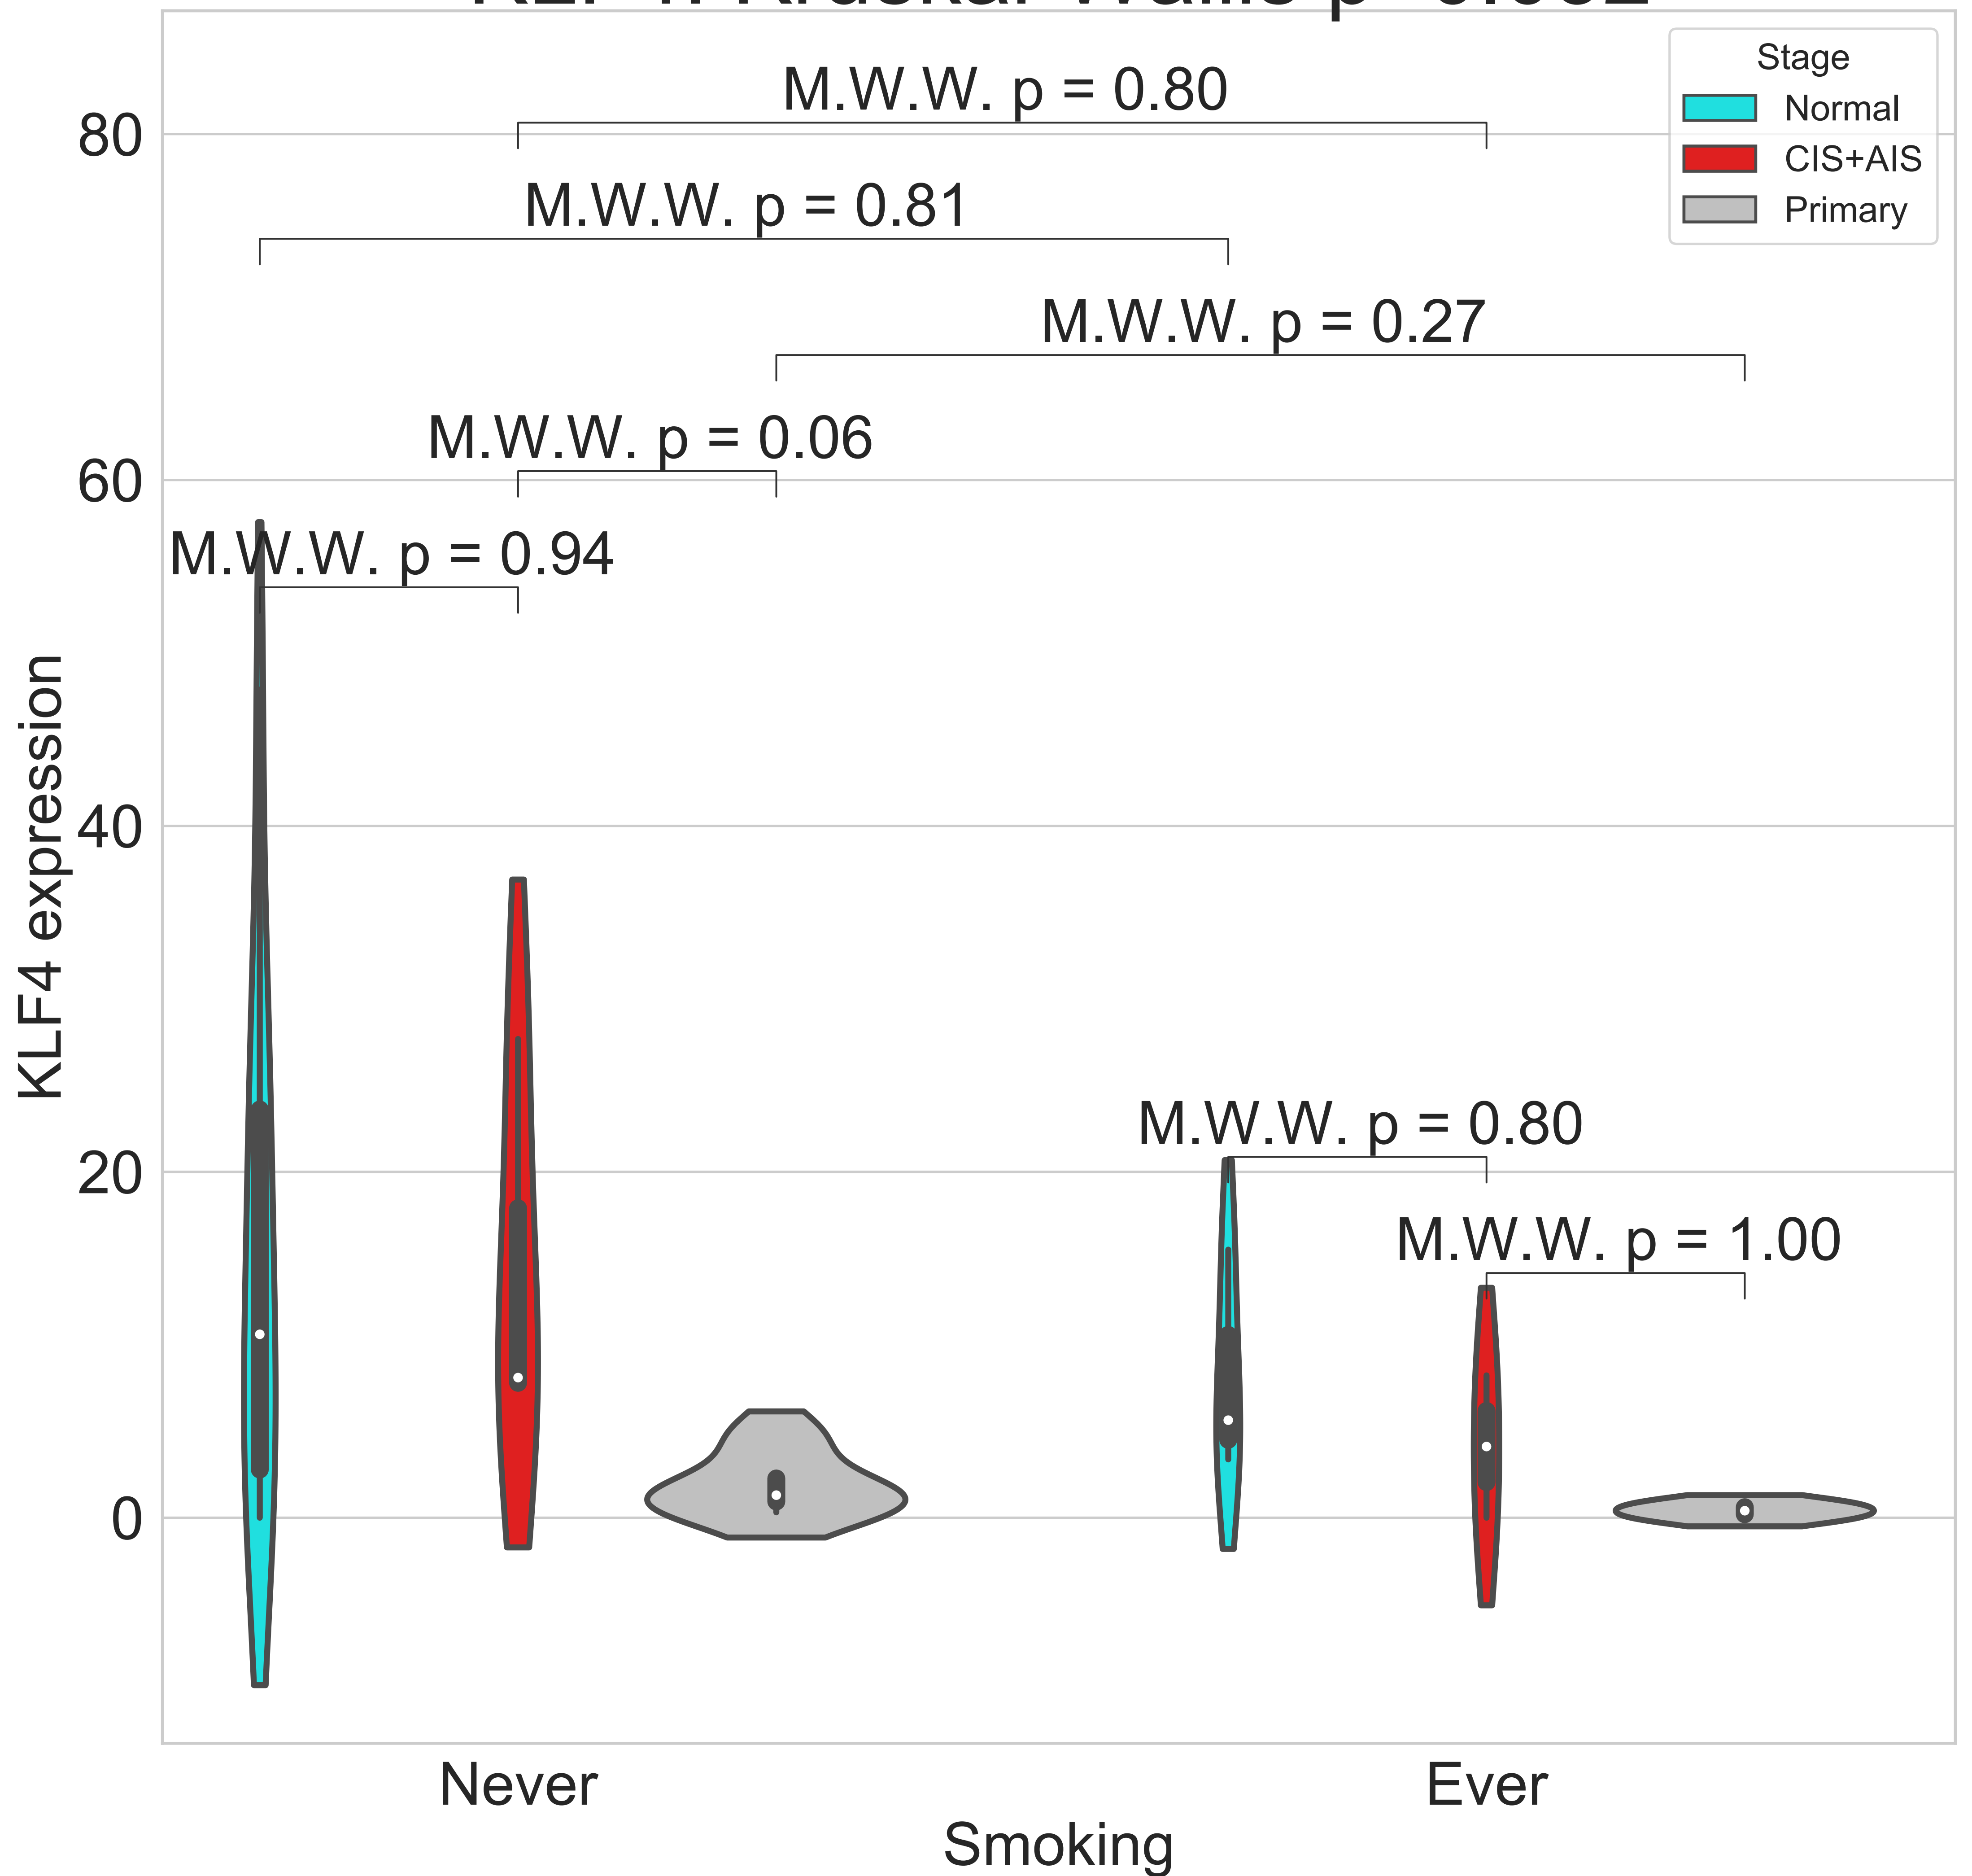 Stage
Normal
CIS+AIS
Primary
M.W.W. p = 0.80
M.W.W. p = 0.81
M.W.W. p = 0.27
M.W.W. p = 0.06
M.W.W. p = 0.94
M.W.W. p = 0.80
M.W.W. p = 1.00
80
60
40
20
0
KLF4 expression
Never
Ever
Smoking